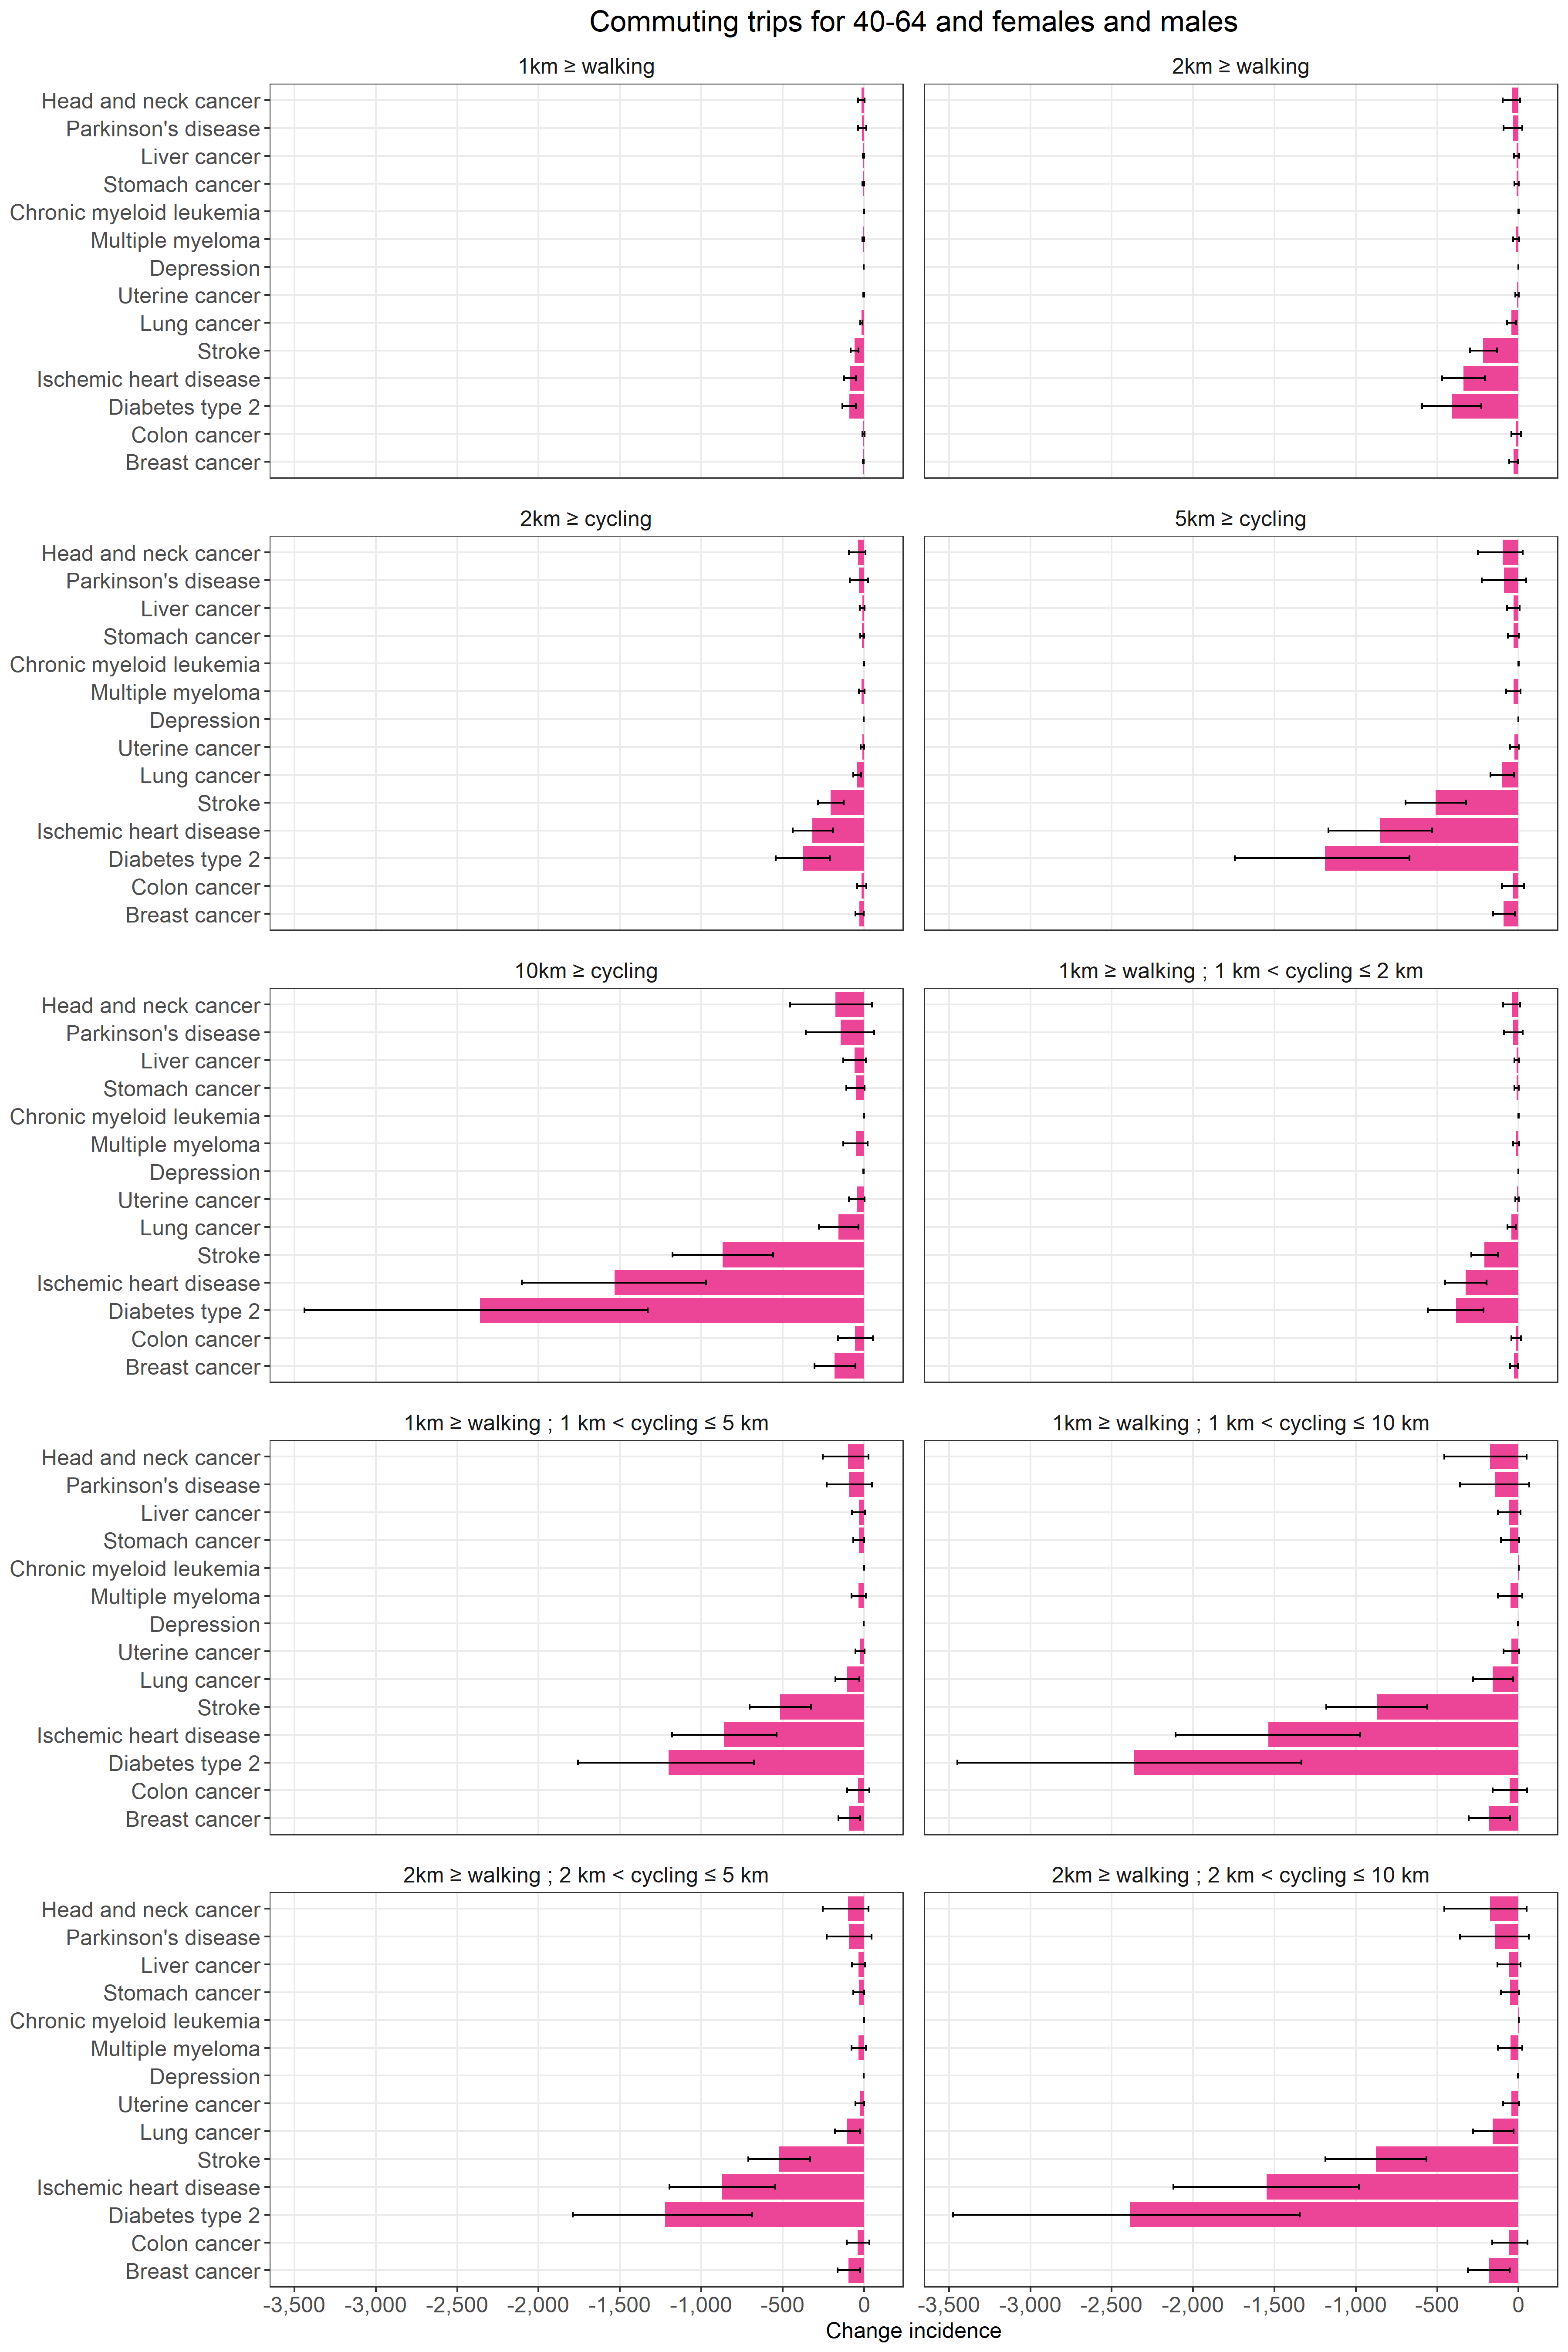 Commuting trips for 40-64 and females and males
1km ≥ walking
2km ≥ walking
Head and neck cancer
Parkinson's disease
Liver cancer
Stomach cancer
Chronic myeloid leukemia
Multiple myeloma
Depression
Uterine cancer
Lung cancer
Stroke
Ischemic heart disease
Diabetes type 2
Colon cancer
Breast cancer
2km ≥ cycling
5km ≥ cycling
Head and neck cancer
Parkinson's disease
Liver cancer
Stomach cancer
Chronic myeloid leukemia
Multiple myeloma
Depression
Uterine cancer
Lung cancer
Stroke
Ischemic heart disease
Diabetes type 2
Colon cancer
Breast cancer
10km ≥ cycling
1km ≥ walking ; 1 km < cycling ≤ 2 km
Head and neck cancer
Parkinson's disease
Liver cancer
Stomach cancer
Chronic myeloid leukemia
Multiple myeloma
Depression
Uterine cancer
Lung cancer
Stroke
Ischemic heart disease
Diabetes type 2
Colon cancer
Breast cancer
1km ≥ walking ; 1 km < cycling ≤ 5 km
1km ≥ walking ; 1 km < cycling ≤ 10 km
Head and neck cancer
Parkinson's disease
Liver cancer
Stomach cancer
Chronic myeloid leukemia
Multiple myeloma
Depression
Uterine cancer
Lung cancer
Stroke
Ischemic heart disease
Diabetes type 2
Colon cancer
Breast cancer
2km ≥ walking ; 2 km < cycling ≤ 5 km
2km ≥ walking ; 2 km < cycling ≤ 10 km
Head and neck cancer
Parkinson's disease
Liver cancer
Stomach cancer
Chronic myeloid leukemia
Multiple myeloma
Depression
Uterine cancer
Lung cancer
Stroke
Ischemic heart disease
Diabetes type 2
Colon cancer
Breast cancer
-3,500 -3,000 -2,500 -2,000 -1,500 -1,000 -500 0
-3,500 -3,000 -2,500 -2,000 -1,500 -1,000 -500 0
Change incidence